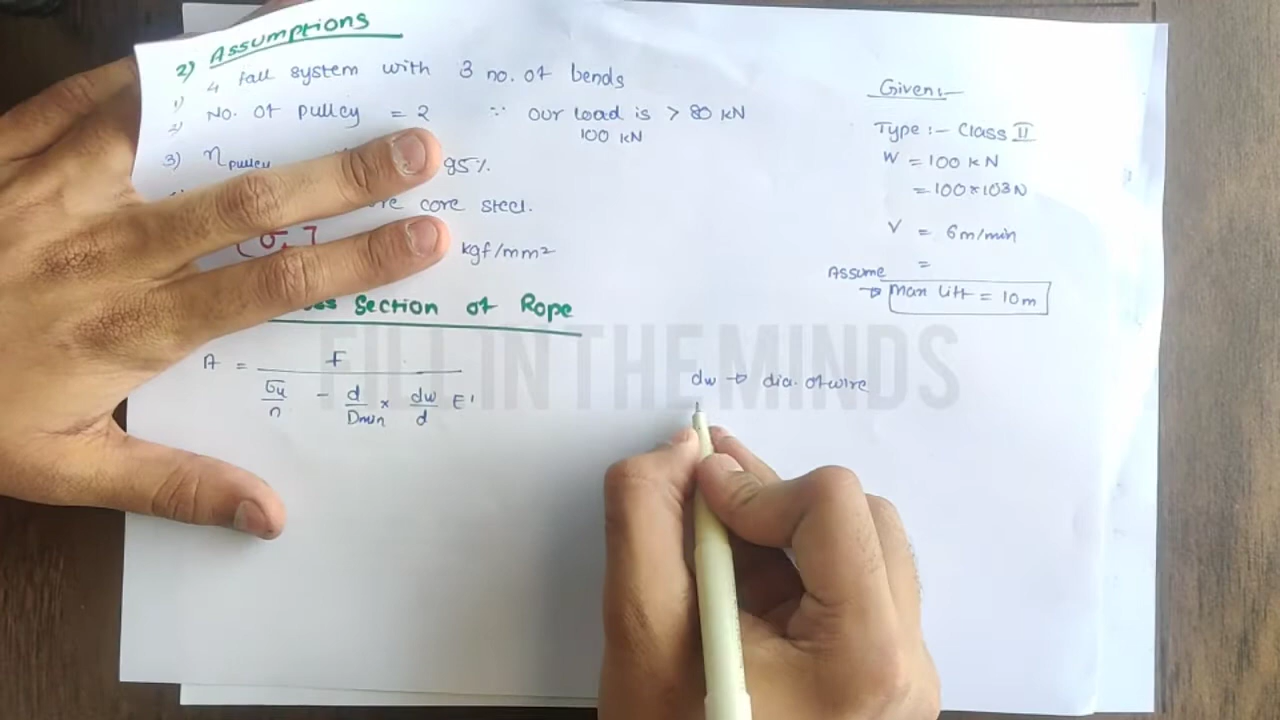 2) Assumptions
1) 4 fall system with 3 no. of bends
2) No. of pulley = 2 ∵ our load is > 80 kN
100 kN
3) η pulley 95%.
core steel.
kgf/mm²
Section of Rope
A = F / (σu/n - d/Dmin × dw/d E')
dw → dia. of wire
Given:-
Type :- Class II
W = 100 kN
= 100 × 103 N
V = 6 m/min
=
Assume
→ Max lift = 10m
FILL IN THE MINDS